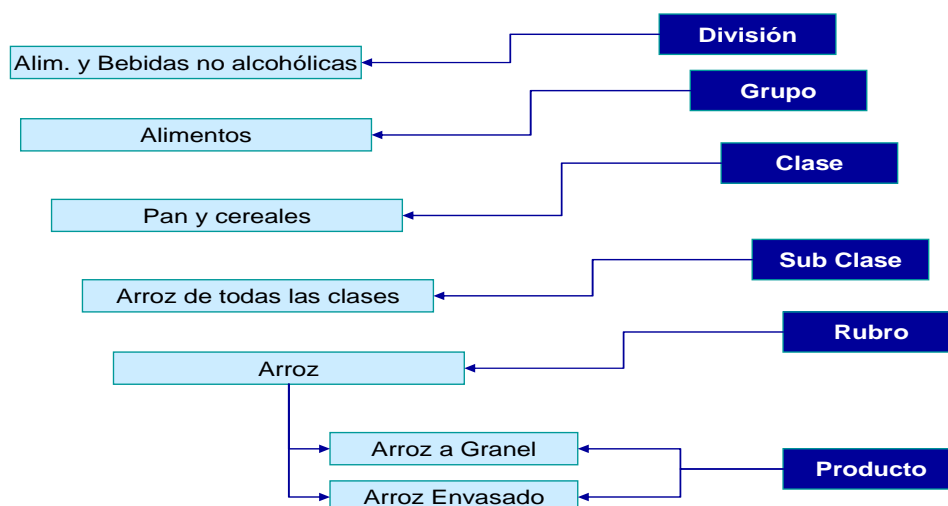 División
Alim. y Bebidas no alcohólicas
Grupo
Alimentos
Clase
Pan y cereales
Sub Clase
Arroz de todas las clases
Rubro
Arroz
Arroz a Granel
Producto
Arroz Envasado